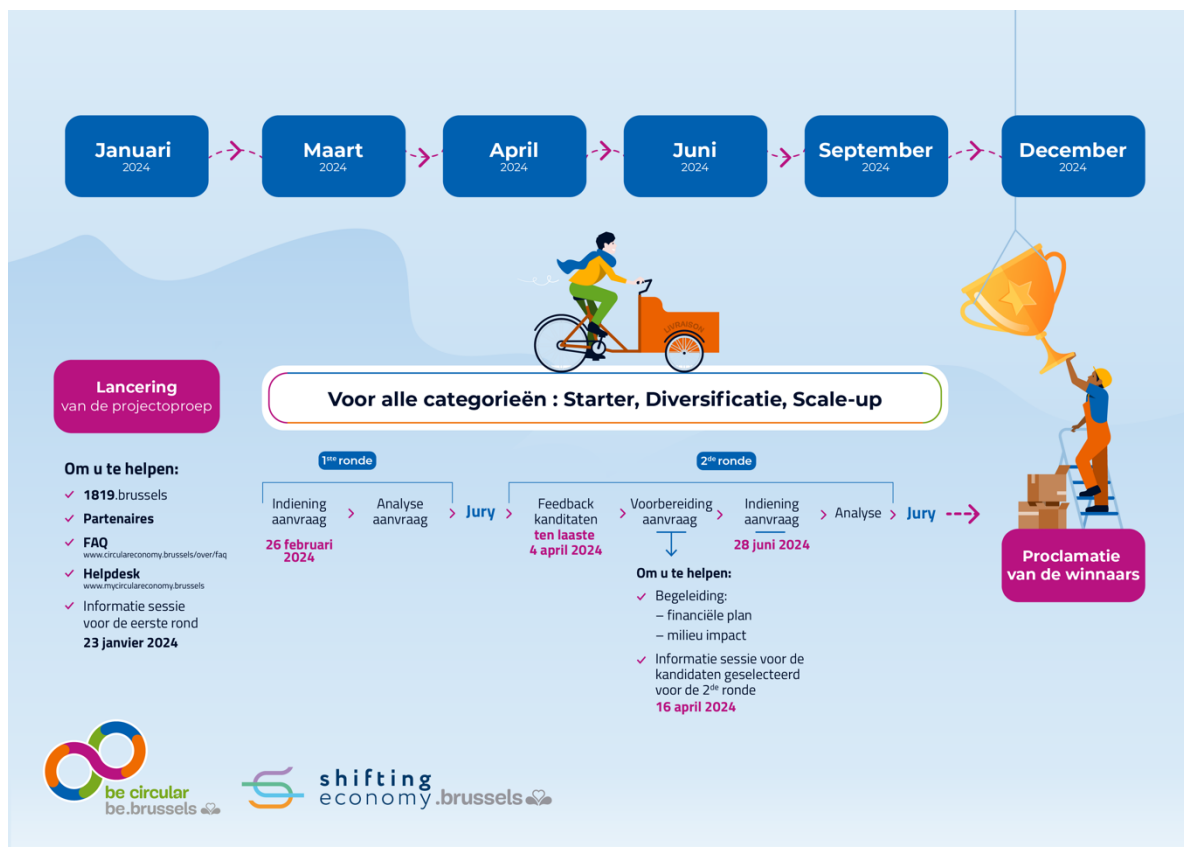 Januari
2024
Maart
2024
April
2024
Juni
2024
September
2024
December
2024
LIVRAISON
Lancering
van de projectoproep
Voor alle categorieën : Starter, Diversificatie, Scale-up
Om u te helpen:
1819.brussels
Partenaires
FAQ
www.circulareconomy.brussels/over/faq
Helpdesk
www.mycirculareconomy.brussels
Informatie sessie
voor de eerste rond
23 janvier 2024
1ste ronde
Indiening
aanvraag
26 februari
2024
Analyse
aanvraag
Jury
2de ronde
Feedback
kanditaten
ten laaste
4 april 2024
Voorbereiding
aanvraag
Indiening
aanvraag
28 juni 2024
Analyse
Jury
Om u te helpen:
Begeleiding:
– financiële plan
– milieu impact
Informatie sessie voor de
kandidaten geselecteerd
voor de 2de ronde
16 april 2024
Proclamatie
van de winnaars
be circular
be.brussels
shifting
economy.brussels